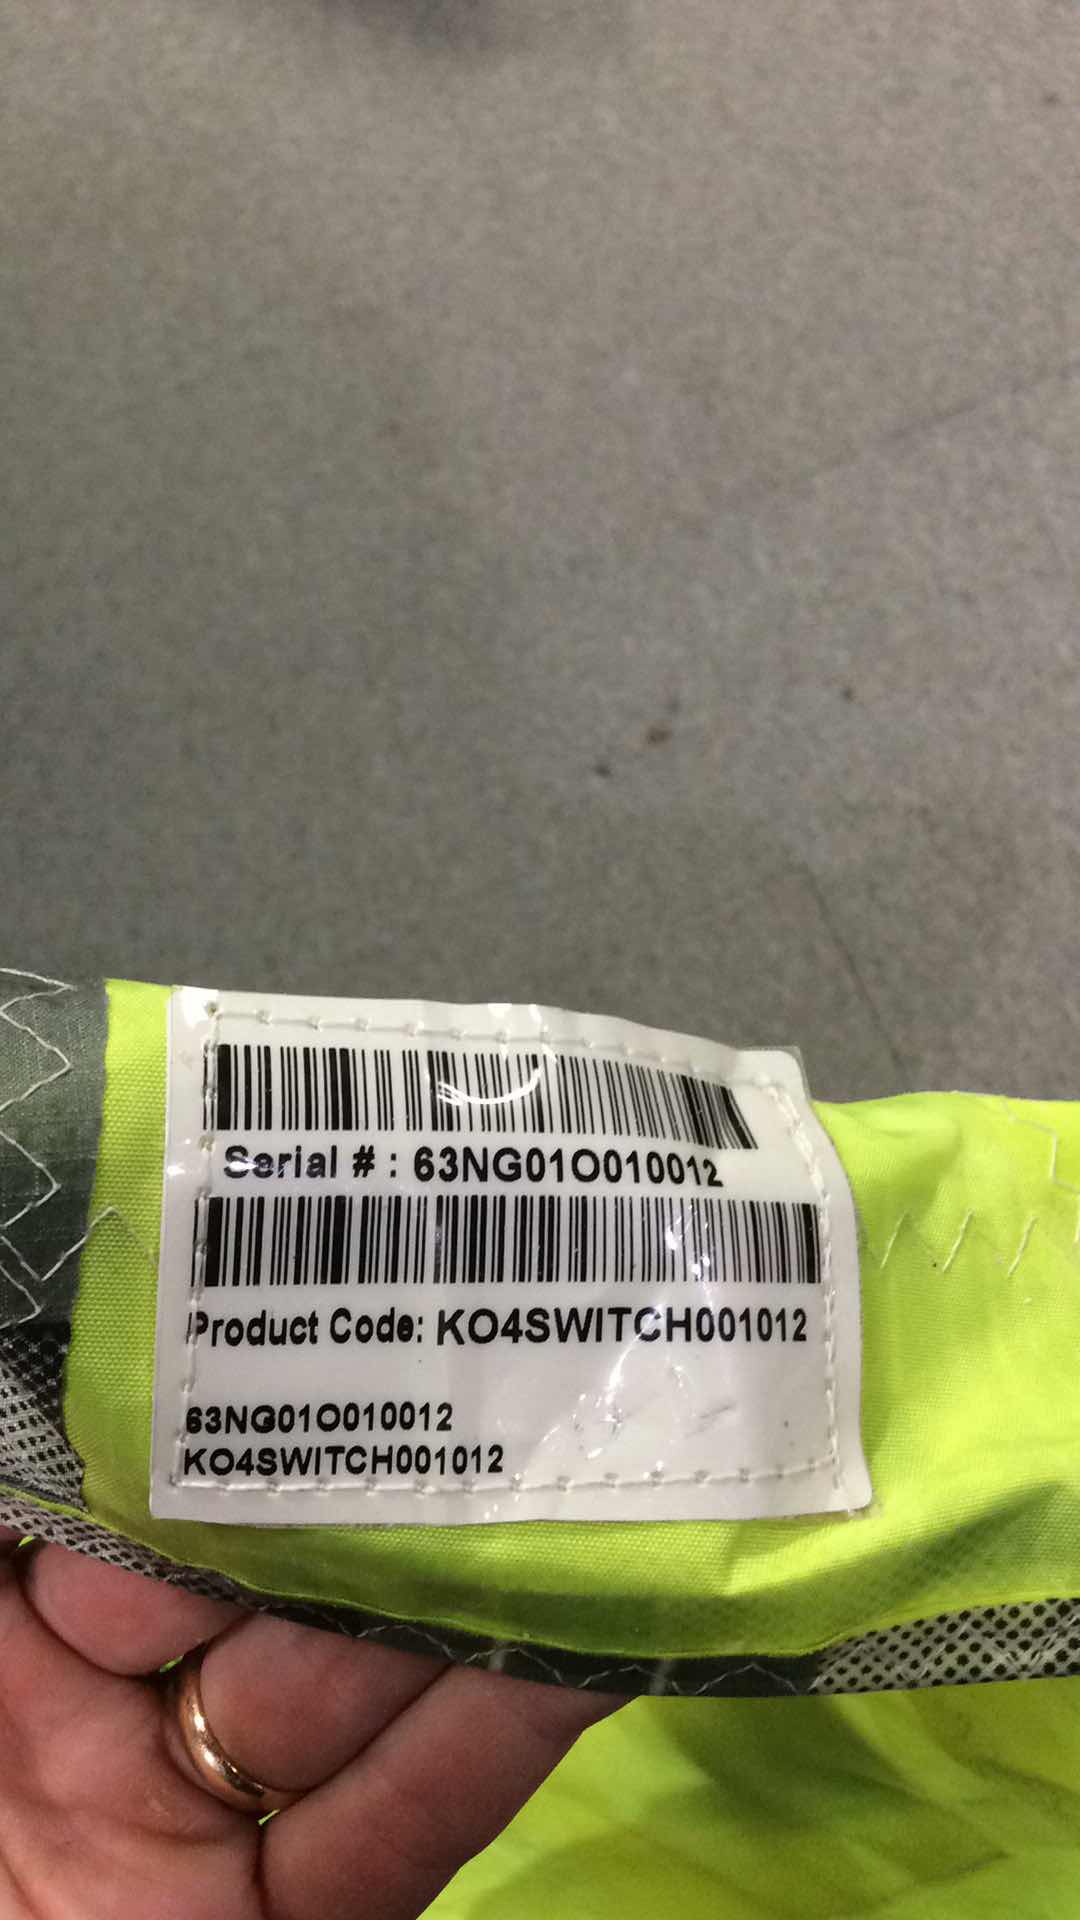 Serial # : 63NG01O010012
Product Code: KO4SWITCH001012
63NG01O010012
KO4SWITCH001012